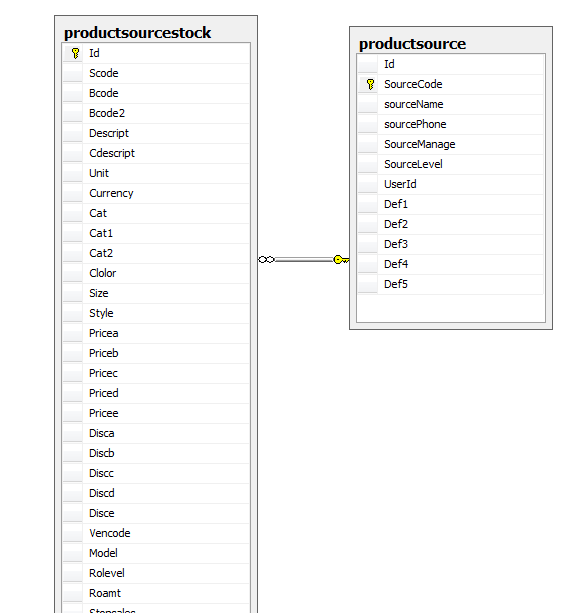 productsourcestock
Id
Scode
Bcode
Bcode2
Descript
Cdescript
Unit
Currency
Cat
Cat1
Cat2
Clolor
Size
Style
Pricea
Priceb
Pricec
Priced
Pricee
Disca
Discb
Discc
Discd
Disce
Vencode
Model
Rolevel
Roamt
productsource
Id
SourceCode
sourceName
sourcePhone
SourceManage
SourceLevel
UserId
Def1
Def2
Def3
Def4
Def5